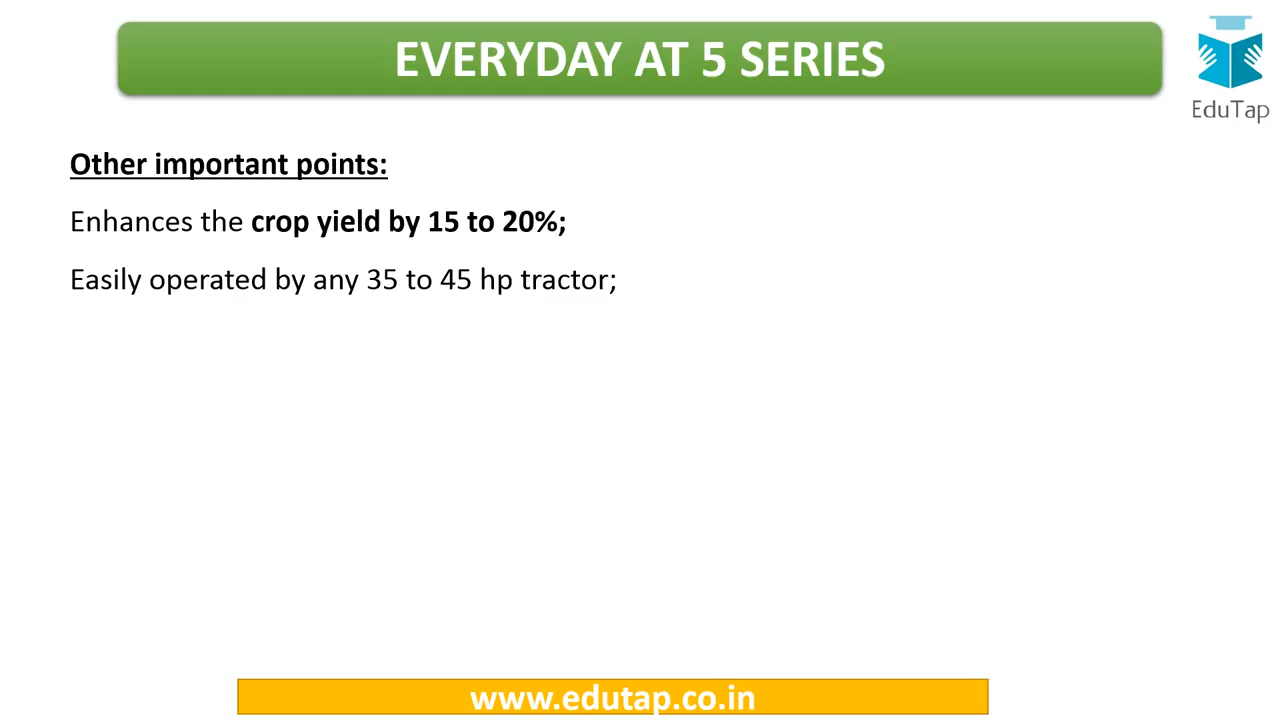 EVERYDAY AT 5 SERIES
EduTap
Other important points:
Enhances the crop yield by 15 to 20%;
Easily operated by any 35 to 45 hp tractor;
www.edutap.co.in